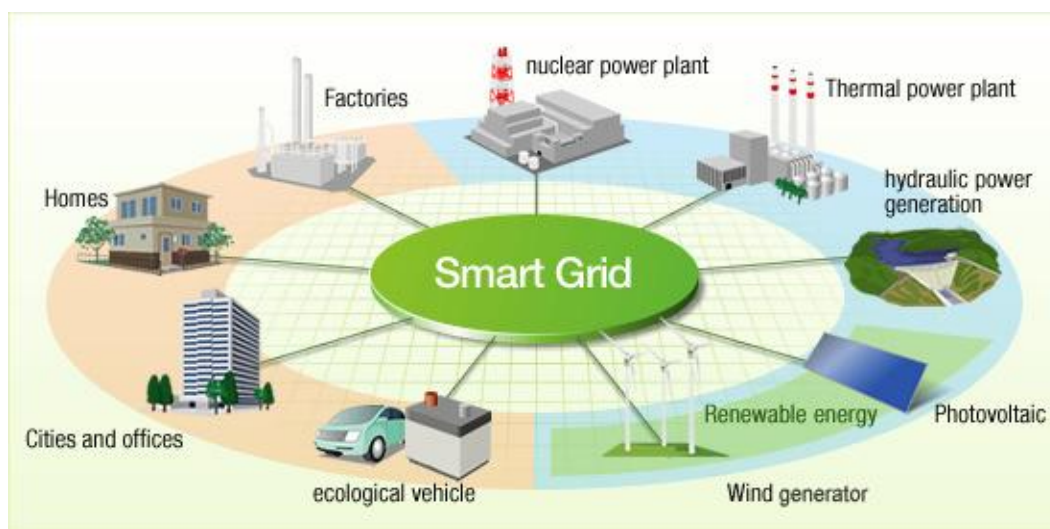 nuclear power plant
Factories
Thermal power plant
Homes
hydraulic power
generation
Smart Grid
Renewable energy
Photovoltaic
Cities and offices
ecological vehicle
Wind generator